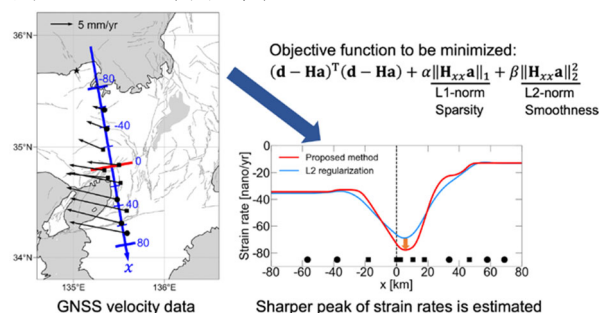 36°N
35°N
34°N
135°E
136°E
5 mm/yr
-80
-40
0
40
80
x
GNSS velocity data
Objective function to be minimized:
(d − Ha)ᵀ(d − Ha) + α‖Hₓₓa‖₁ + β‖Hₓₓa‖₂²
L1-norm L2-norm
Sparsity Smoothness
Proposed method
L2 regularization
Strain rate [nano/yr]
0
-20
-40
-60
-80
-80 -60 -40 -20 0 20 40 60 80
x [km]
Sharper peak of strain rates is estimated